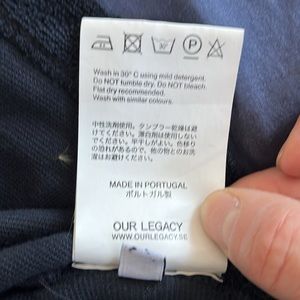 Wash in 30° C using mild detergent.
Do NOT tumble dry. Do NOT bleach.
Flat dry recommended.
Wash with similar colours.
中性洗剤使用。タンブラー乾燥は避け
てください。漂白剤は使用しないで
ください。平干しがよい。色移り
することがあるので、他の物とのお洗
濯はお避けください。
MADE IN PORTUGAL
ポルトガル製
OUR LEGACY
WWW.OURLEGACY.SE